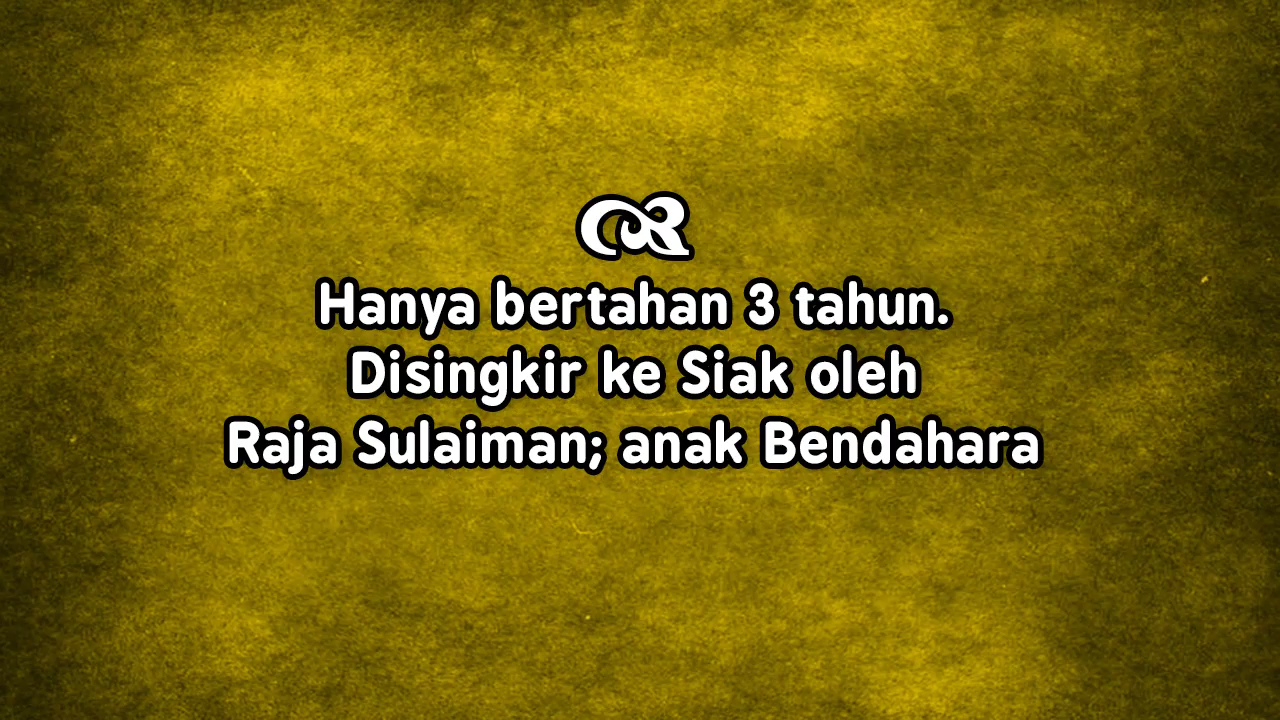 Hanya bertahan 3 tahun.
Disingkir ke Siak oleh
Raja Sulaiman; anak Bendahara